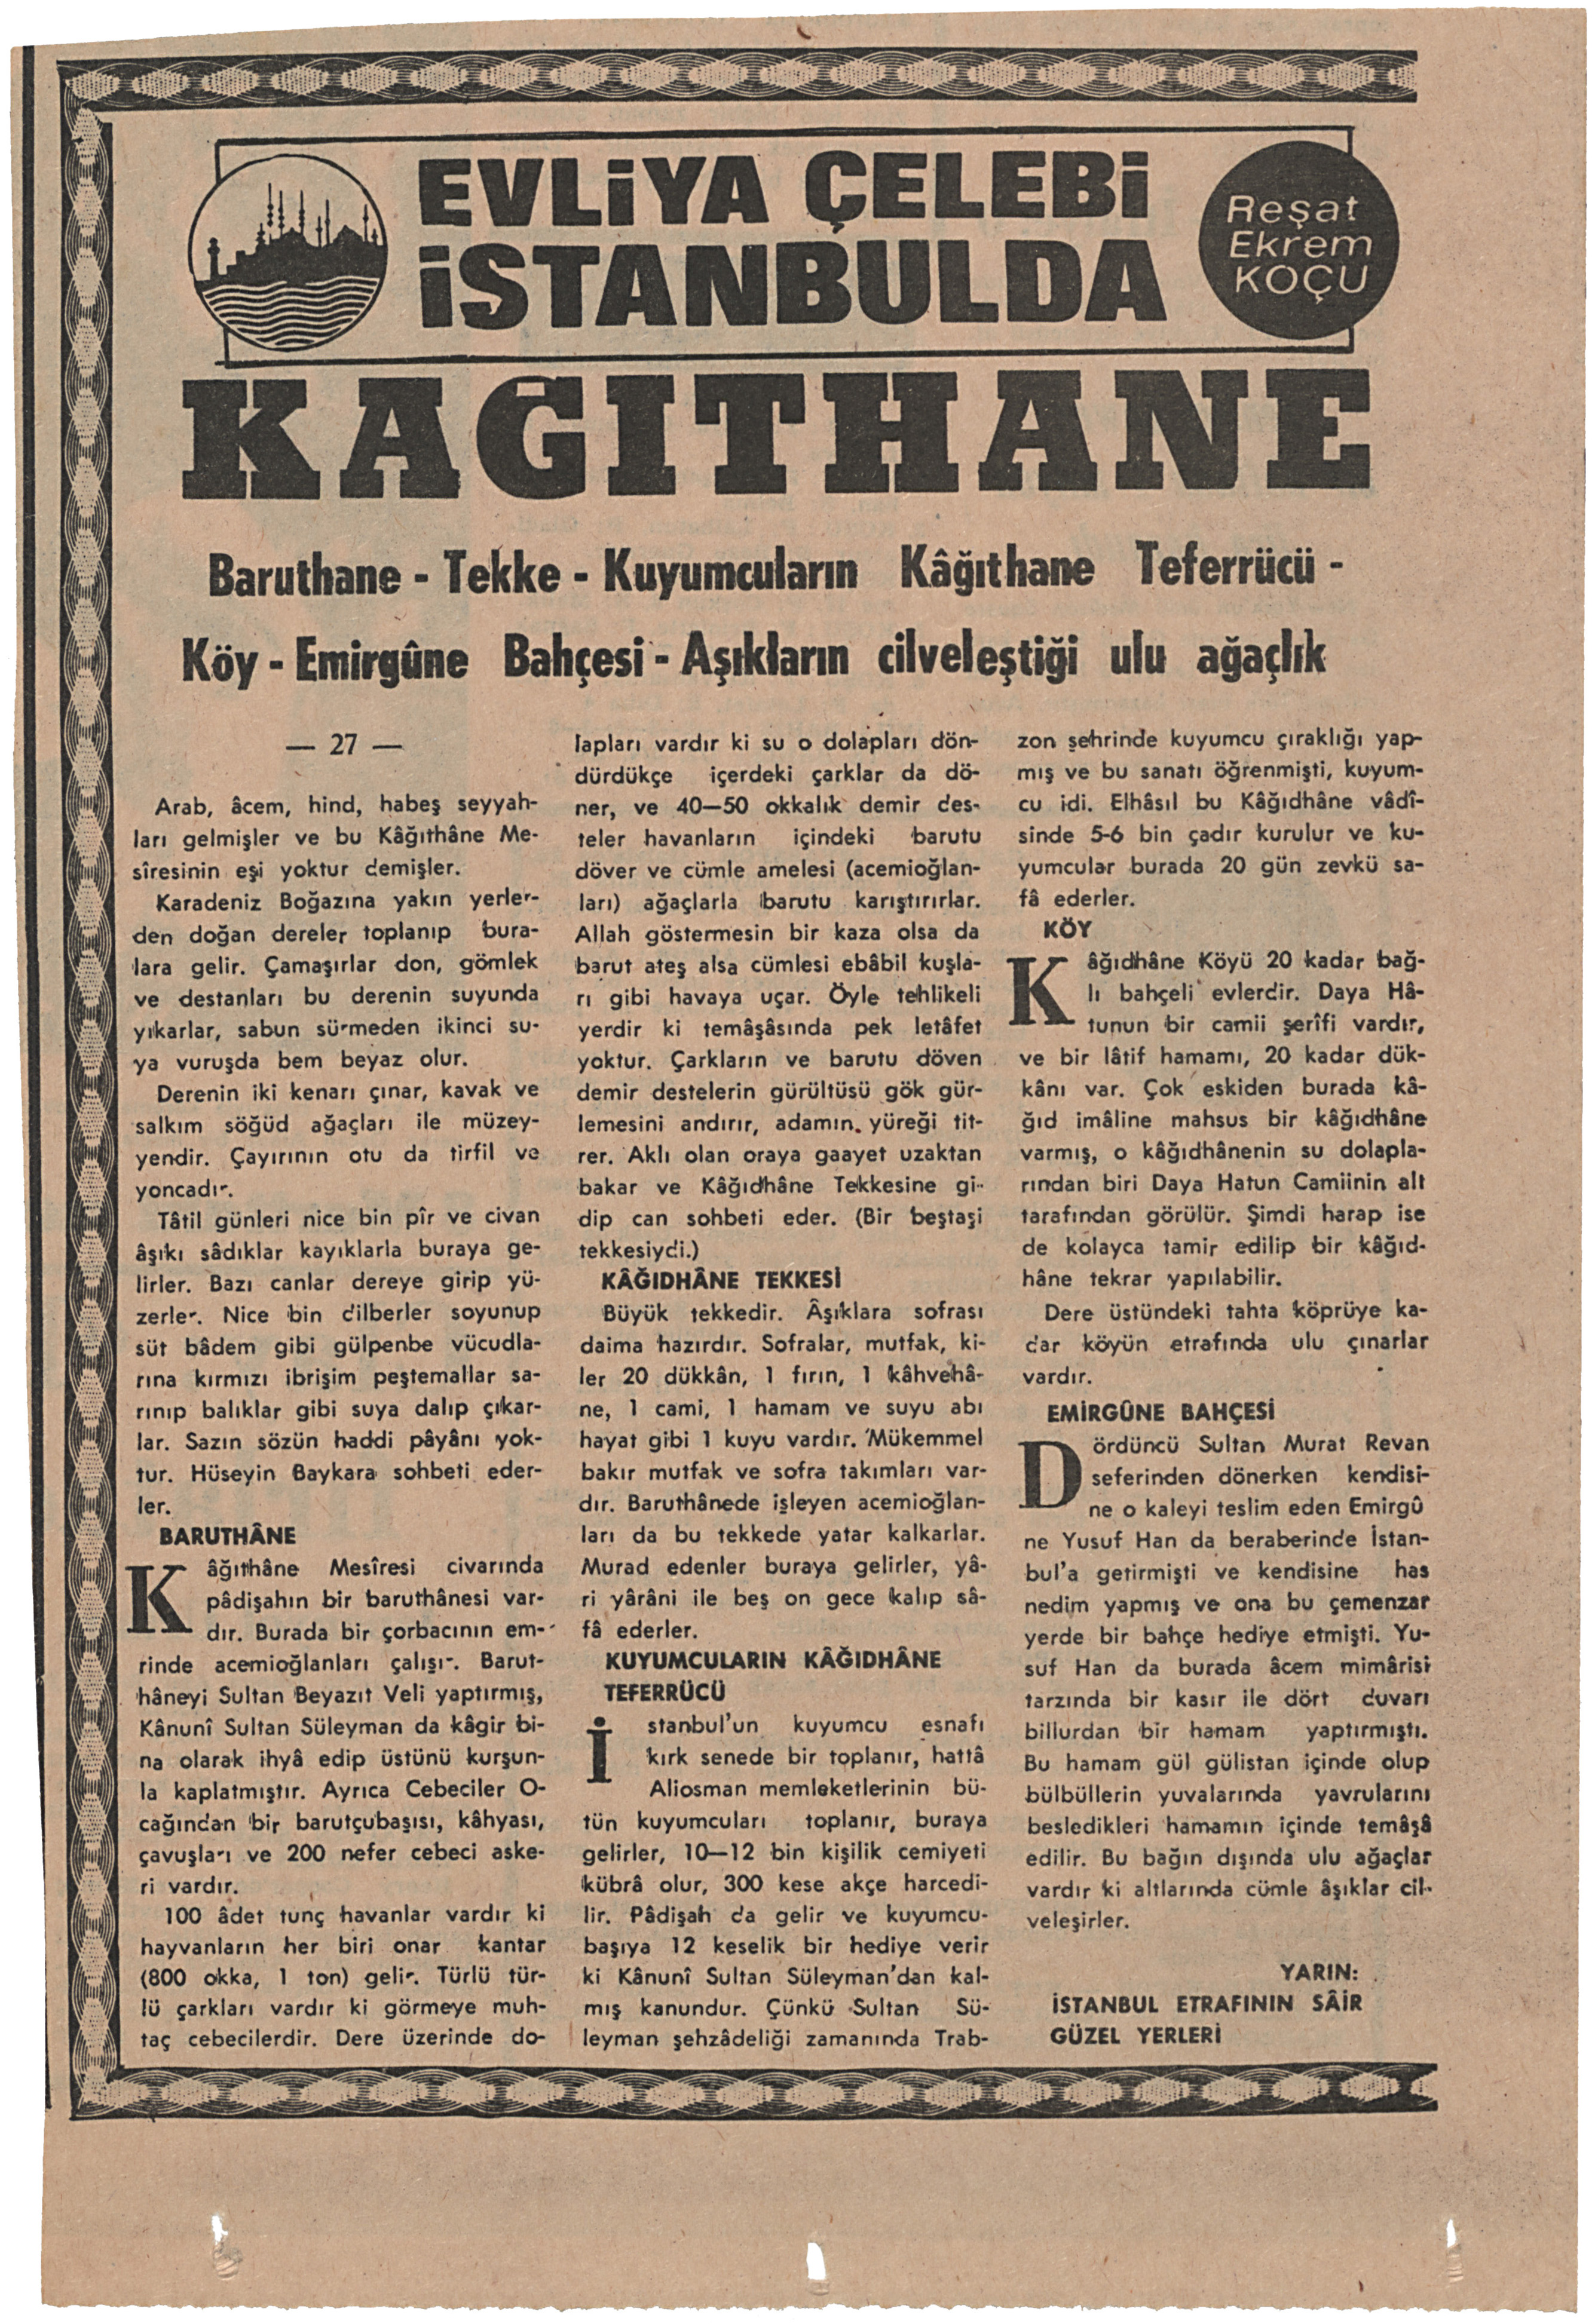 EVLiYA ÇELEBi
iSTANBULDA
Reşat
Ekrem
KOÇU
KAĞITHANE
Baruthane - Tekke - Kuyumcuların Kâğıthane Teferrücü -
Köy - Emirgûne Bahçesi - Aşıkların cilveleştiği ulu ağaçlık
— 27 —
Arab, âcem, hind, habeş seyyah-
ları gelmişler ve bu Kâğıthâne Me-
sîresinin eşi yoktur demişler.
Karadeniz Boğazına yakın yerler-
den doğan dereler toplanıp bura-
lara gelir. Çamaşırlar don, gömlek
ve destanları bu derenin suyunda
yıkarlar, sabun sürmeden ikinci su-
ya vuruşda bem beyaz olur.
Derenin iki kenarı çınar, kavak ve
salkım söğüd ağaçları ile müzey-
yendir. Çayırının otu da tirfil ve
yoncadır.
Tâtil günleri nice bin pîr ve civan
âşıkı sâdıklar kayıklarla buraya ge-
lirler. Bazı canlar dereye girip yü-
zerler. Nice bin dilberler soyunup
süt bâdem gibi gülpenbe vücudla-
rına kırmızı ibrişim peştemallar sa-
rınıp balıklar gibi suya dalıp çıkar-
lar. Sazın sözün haddi pâyânı yok-
tur. Hüseyin Baykara sohbeti eder-
ler.
BARUTHÂNE
Kâğıthâne Mesîresi civarında
pâdişahın bir baruthânesi var-
dır. Burada bir çorbacının em-
rinde acemioğlanları çalışır. Barut-
hâneyi Sultan Beyazıt Veli yaptırmış,
Kânunî Sultan Süleyman da kâgir bi-
na olarak ihyâ edip üstünü kurşun-
la kaplatmıştır. Ayrıca Cebeciler O-
cağından bir barutçubaşısı, kâhyası,
çavuşları ve 200 nefer cebeci aske-
ri vardır.
100 âdet tunç havanlar vardır ki
hayvanların her biri onar kantar
(800 okka, 1 ton) gelir. Türlü tür-
lü çarkları vardır ki görmeye muh-
taç cebecilerdir. Dere üzerinde do-
lapları vardır ki su o dolapları dön-
dürdükçe içerdeki çarklar da dö-
ner, ve 40—50 okkalık demir des-
teler havanların içindeki barutu
döver ve cümle amelesi (acemioğlan-
ları) ağaçlarla barutu karıştırırlar.
Allah göstermesin bir kaza olsa da
barut ateş alsa cümlesi ebâbil kuşla-
rı gibi havaya uçar. Öyle tehlikeli
yerdir ki temâşâsında pek letâfet
yoktur. Çarkların ve barutu döven
demir destelerin gürültüsü gök gür-
lemesini andırır, adamın. yüreği tit-
rer. Aklı olan oraya gaayet uzaktan
bakar ve Kâğıdhâne Tekkesine gi-
dip can sohbeti eder. (Bir beştaşi
tekkesiydi.)
KÂĞIDHÂNE TEKKESİ
Büyük tekkedir. Âşıklara sofrası
daima hazırdır. Sofralar, mutfak, ki-
ler 20 dükkân, 1 fırın, 1 kâhvehâ-
ne, 1 cami, 1 hamam ve suyu abı
hayat gibi 1 kuyu vardır. Mükemmel
bakır mutfak ve sofra takımları var-
dır. Baruthânede işleyen acemioğlan-
ları da bu tekkede yatar kalkarlar.
Murad edenler buraya gelirler, yâ-
ri yârâni ile beş on gece kalıp sâ-
fâ ederler.
KUYUMCULARIN KÂĞIDHÂNE
TEFERRÜCÜ
İstanbul'un kuyumcu esnafı
kırk senede bir toplanır, hattâ
Aliosman memleketlerinin bü-
tün kuyumcuları toplanır, buraya
gelirler, 10—12 bin kişilik cemiyeti
kübrâ olur, 300 kese akçe harcedi-
lir. Pâdişah da gelir ve kuyumcu-
başıya 12 keselik bir hediye verir
ki Kânunî Sultan Süleyman'dan kal-
mış kanundur. Çünkü Sultan Sü-
leyman şehzâdeliği zamanında Trab-
zon şehrinde kuyumcu çıraklığı yap-
mış ve bu sanatı öğrenmişti, kuyum-
cu idi. Elhâsıl bu Kâğıdhâne vâdî-
sinde 5-6 bin çadır kurulur ve ku-
yumcular burada 20 gün zevkü sa-
fâ ederler.
KÖY
Kâğıdhâne Köyü 20 kadar bağ-
lı bahçeli evlerdir. Daya Hâ-
tunun bir camii şerîfi vardır,
ve bir lâtif hamamı, 20 kadar dük-
kânı var. Çok eskiden burada kâ-
ğıd imâline mahsus bir kâğıdhâne
varmış, o kâğıdhânenin su dolapla-
rından biri Daya Hatun Camiinin alt
tarafından görülür. Şimdi harap ise
de kolayca tamir edilip bir kâğıd-
hâne tekrar yapılabilir.
Dere üstündeki tahta köprüye ka-
dar köyün etrafında ulu çınarlar
vardır.
EMİRGÛNE BAHÇESİ
Dördüncü Sultan Murat Revan
seferinden dönerken kendisi-
ne o kaleyi teslim eden Emirgû
ne Yusuf Han da beraberinde İstan-
bul'a getirmişti ve kendisine has
nedim yapmış ve ona bu çemenzar
yerde bir bahçe hediye etmişti. Yu-
suf Han da burada âcem mimârisi
tarzında bir kasır ile dört duvarı
billurdan bir hamam yaptırmıştı.
Bu hamam gül gülistan içinde olup
bülbüllerin yuvalarında yavrularını
besledikleri hamamın içinde temâşâ
edilir. Bu bağın dışında ulu ağaçlar
vardır ki altlarında cümle âşıklar cil-
veleşirler.
YARIN:
İSTANBUL ETRAFININ SÂİR
GÜZEL YERLERİ